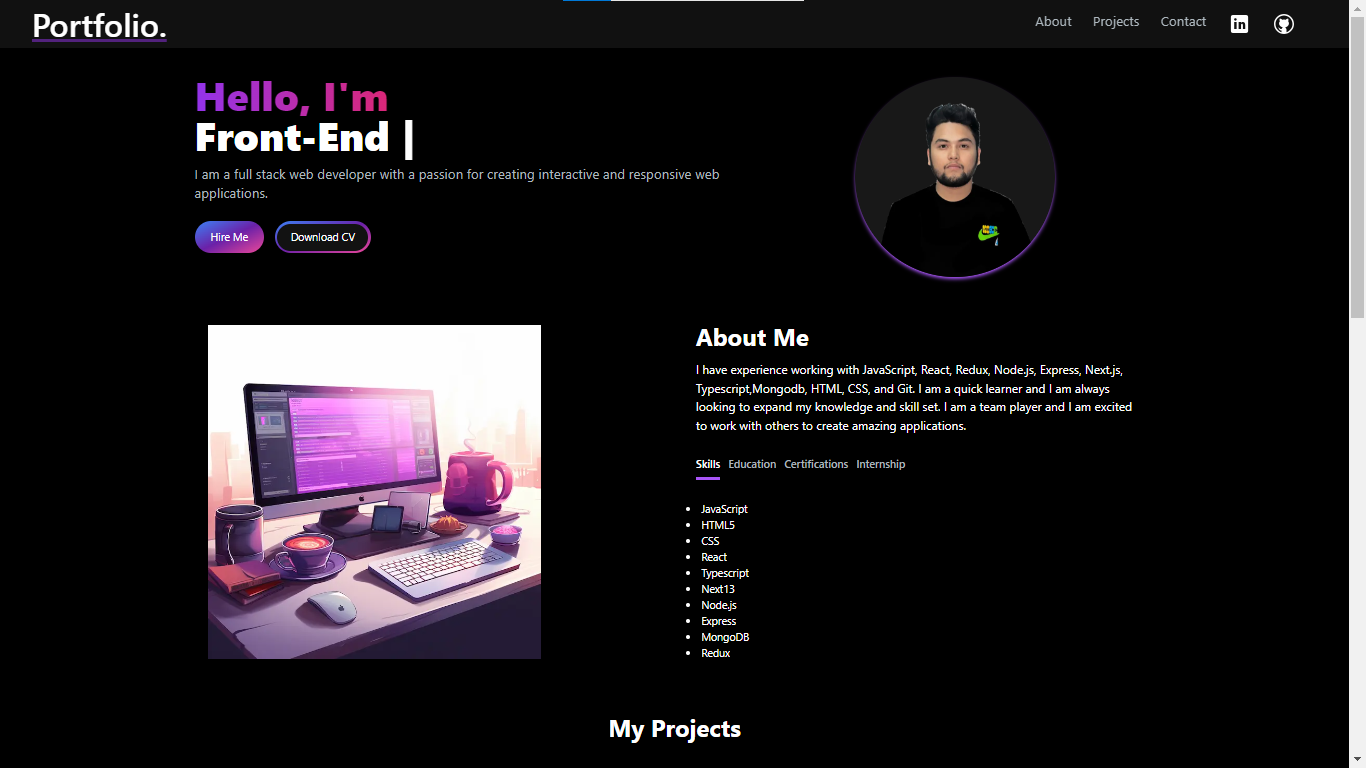 Portfolio.
About Projects Contact in
Hello, I'm
Front-End |
I am a full stack web developer with a passion for creating interactive and responsive web
applications.
Hire Me Download CV
About Me
I have experience working with JavaScript, React, Redux, Node.js, Express, Next.js,
Typescript,Mongodb, HTML, CSS, and Git. I am a quick learner and I am always
looking to expand my knowledge and skill set. I am a team player and I am excited
to work with others to create amazing applications.
Skills Education Certifications Internship
• JavaScript
• HTML5
• CSS
• React
• Typescript
• Next13
• Node.js
• Express
• MongoDB
• Redux
My Projects